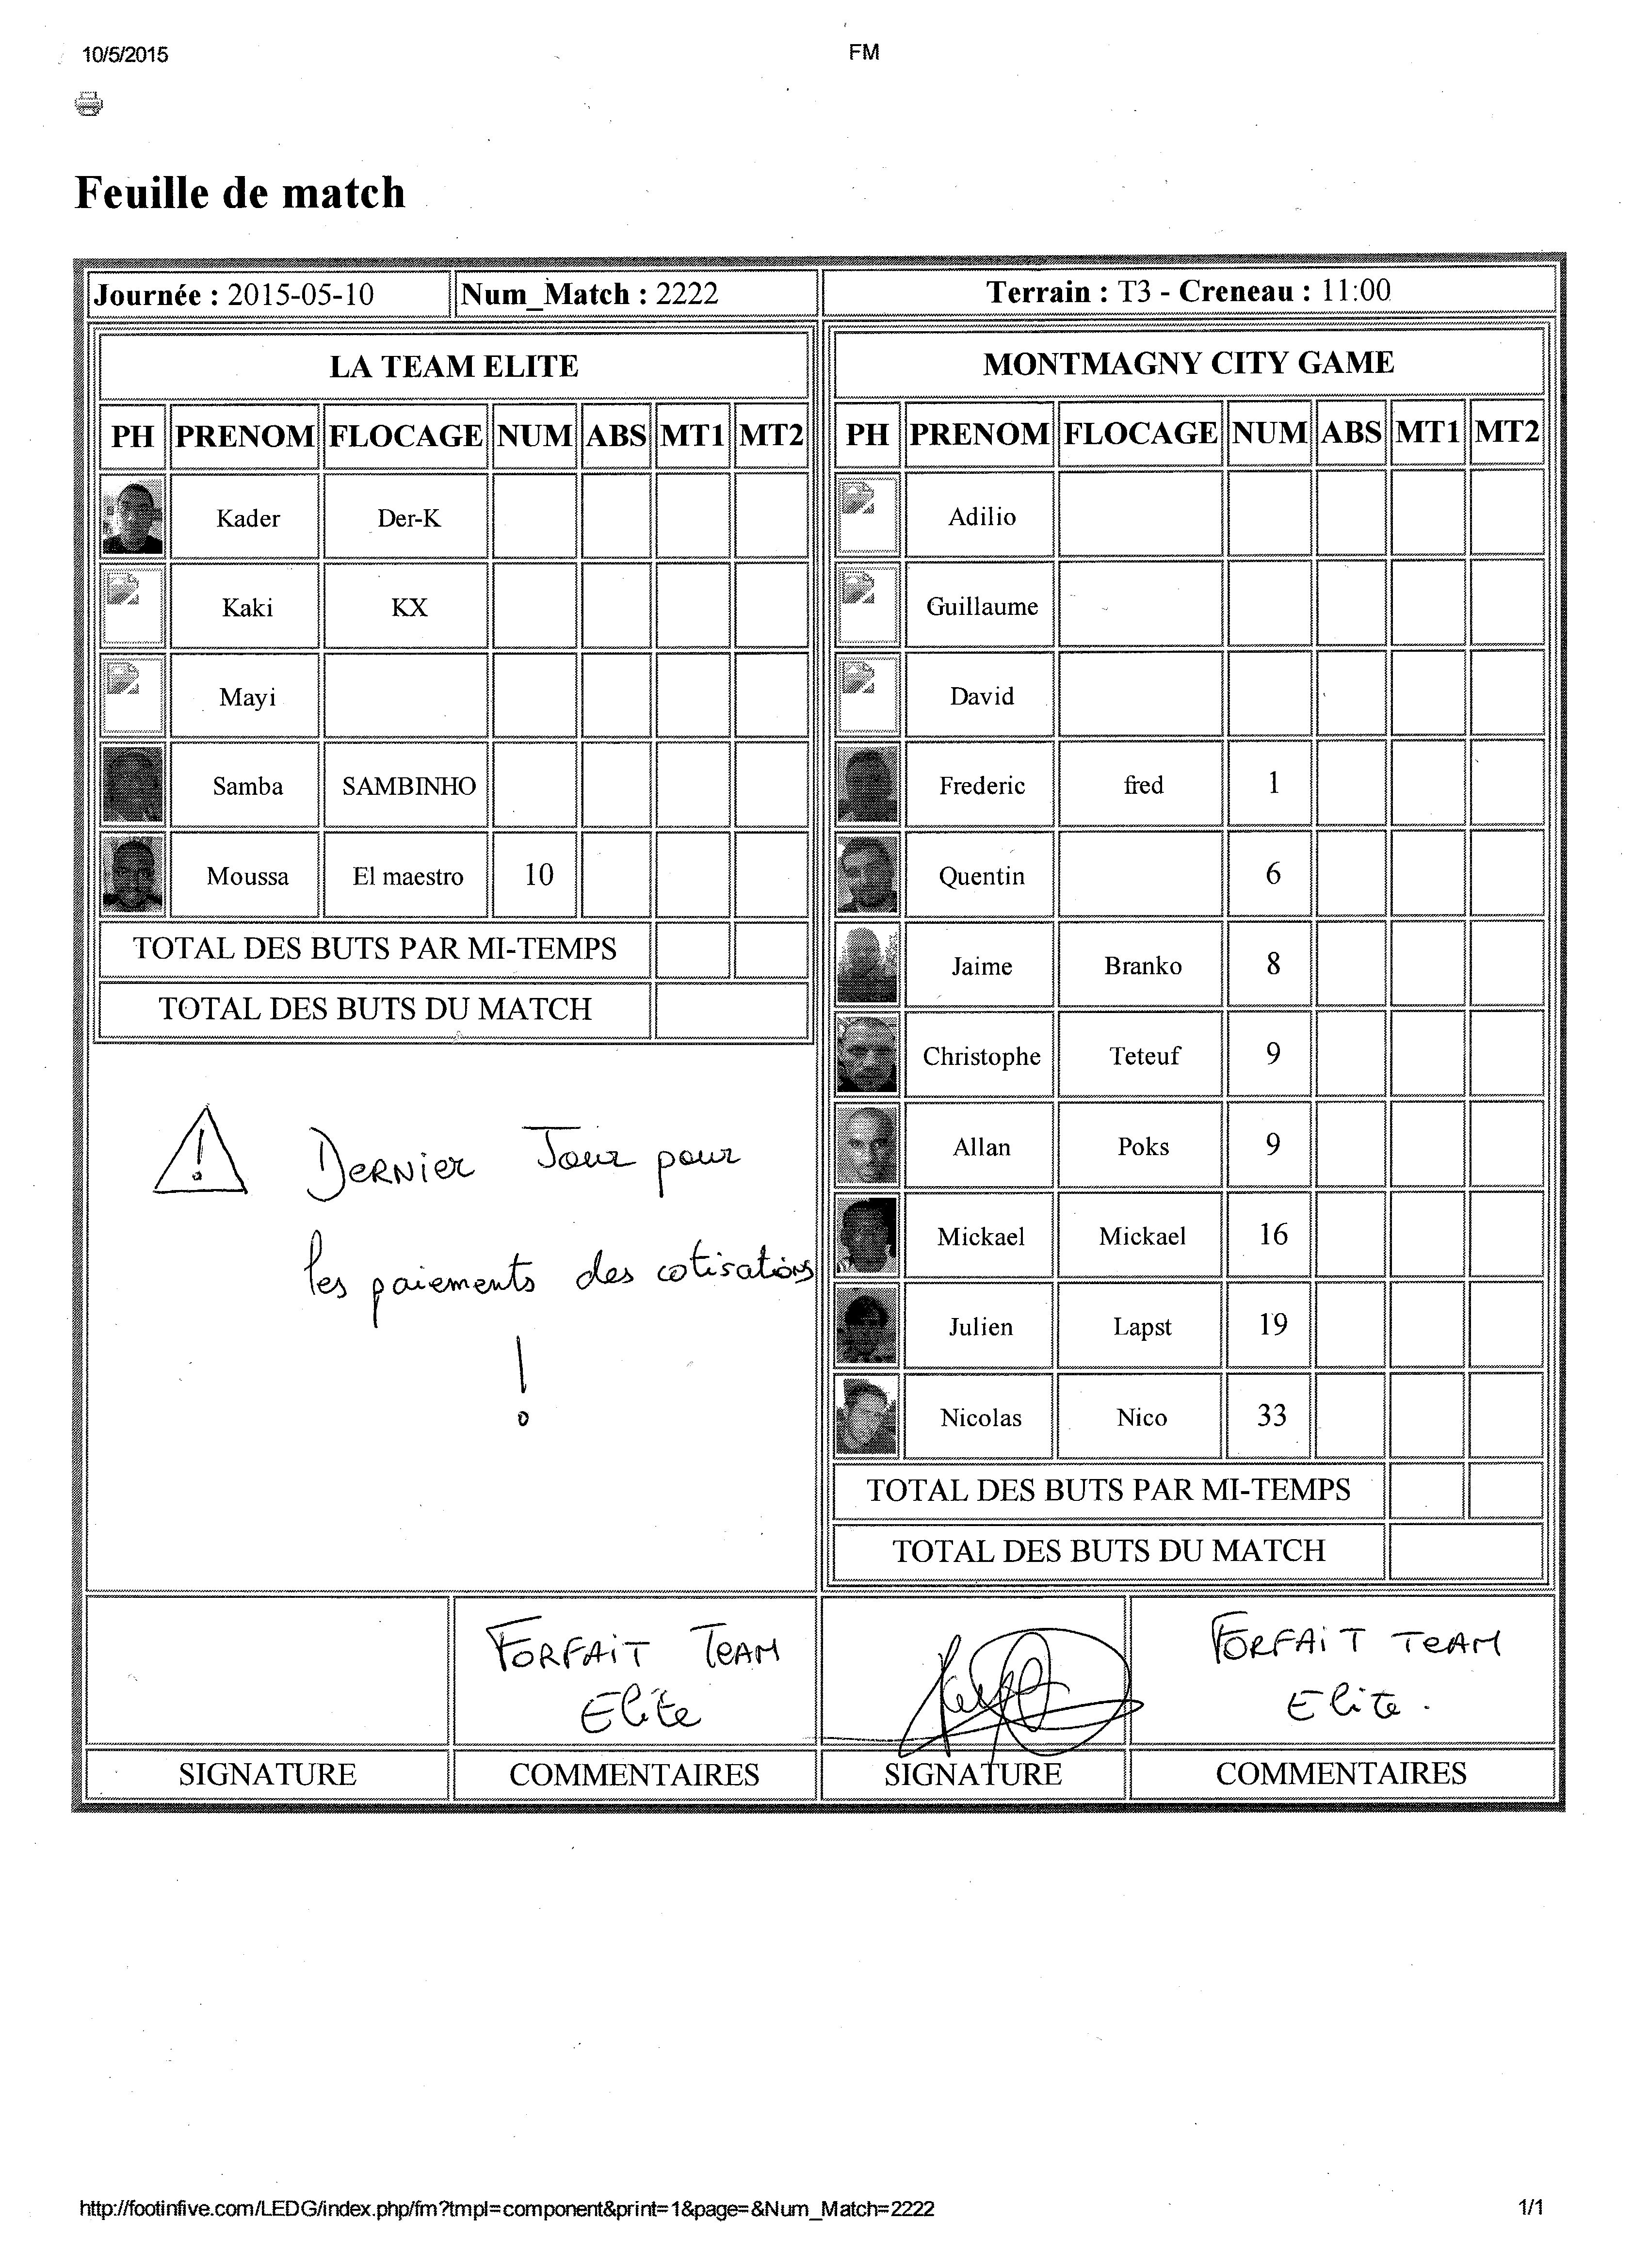 10/5/2015 FM
Feuille de match
Journée : 2015-05-10 Num_Match : 2222 Terrain : T3 - Creneau : 11:00
LA TEAM ELITE
PH PRENOM FLOCAGE NUM ABS MT1 MT2
Kader Der-K
Kaki KX
Mayi
Samba SAMBINHO
Moussa El maestro 10
TOTAL DES BUTS PAR MI-TEMPS
TOTAL DES BUTS DU MATCH
! DERNIER Jour pour
les paiements des cotisations
!
MONTMAGNY CITY GAME
PH PRENOM FLOCAGE NUM ABS MT1 MT2
Adilio
Guillaume
David
Frederic fred 1
Quentin 6
Jaime Branko 8
Christophe Teteuf 9
Allan Poks 9
Mickael Mickael 16
Julien Lapst 19
Nicolas Nico 33
TOTAL DES BUTS PAR MI-TEMPS
TOTAL DES BUTS DU MATCH
FORFAIT TEAM
Elite
FORFAIT TEAM
Elite.
SIGNATURE COMMENTAIRES SIGNATURE COMMENTAIRES
http://footinfive.com/LEDG/index.php/fm?tmpl=component&print=1&page=&Num_Match=2222 1/1